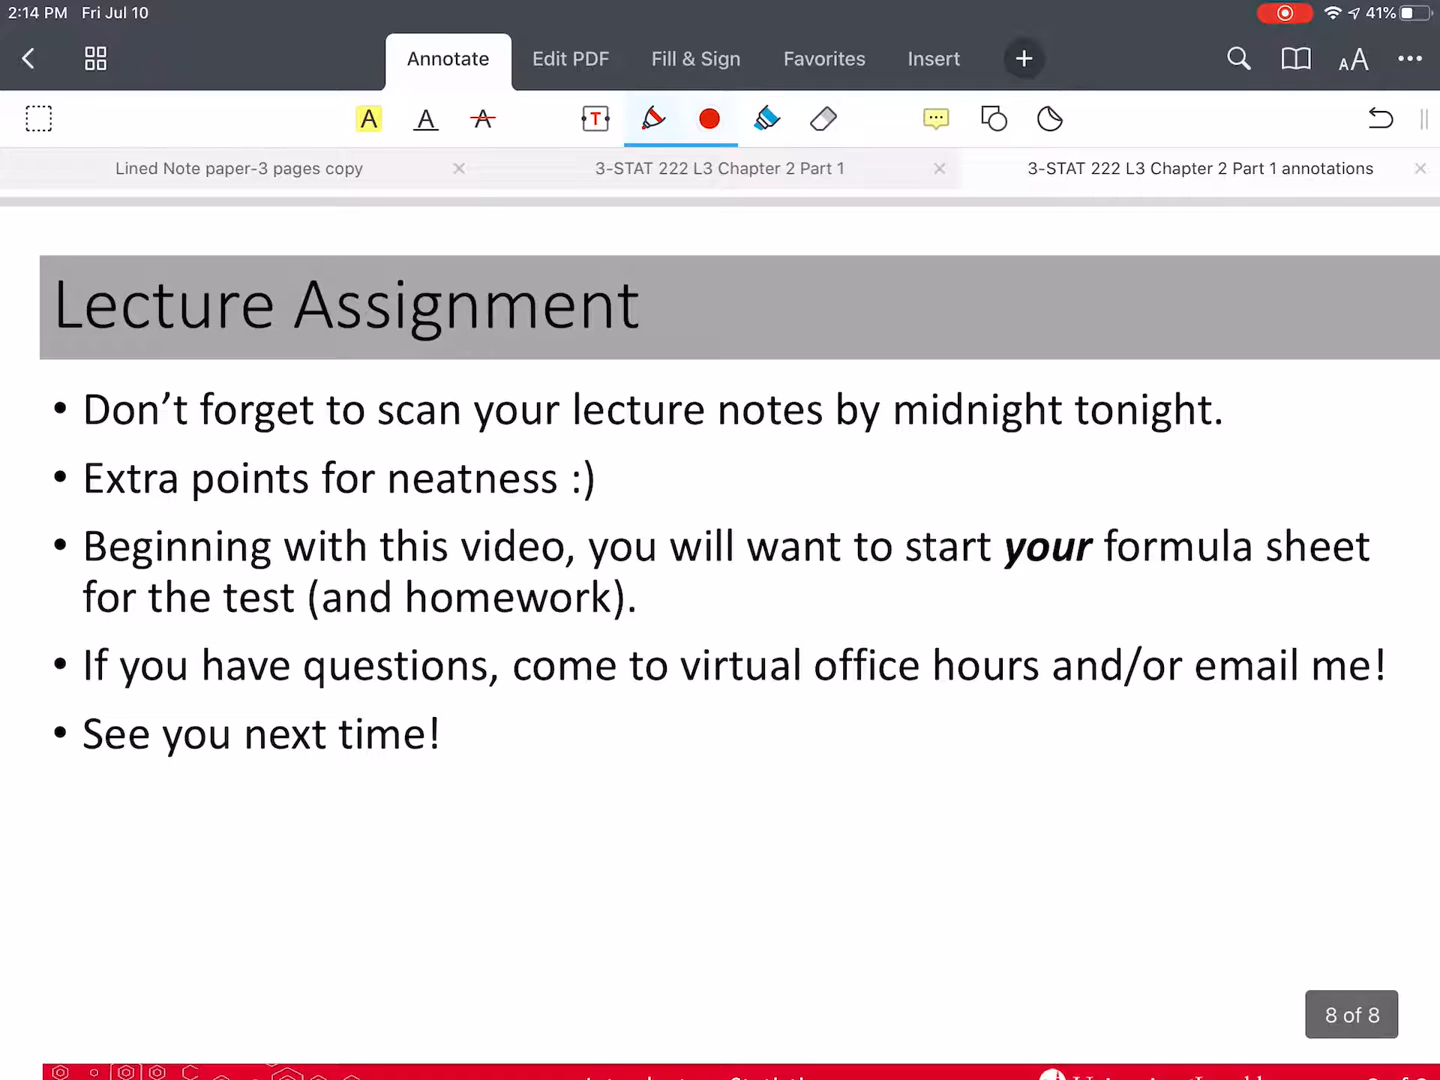 2:14 PM Fri Jul 10 41%
Annotate Edit PDF Fill & Sign Favorites Insert
Lined Note paper-3 pages copy 3-STAT 222 L3 Chapter 2 Part 1 3-STAT 222 L3 Chapter 2 Part 1 annotations
Lecture Assignment
• Don’t forget to scan your lecture notes by midnight tonight.
• Extra points for neatness :)
• Beginning with this video, you will want to start your formula sheet
for the test (and homework).
• If you have questions, come to virtual office hours and/or email me!
• See you next time!
8 of 8